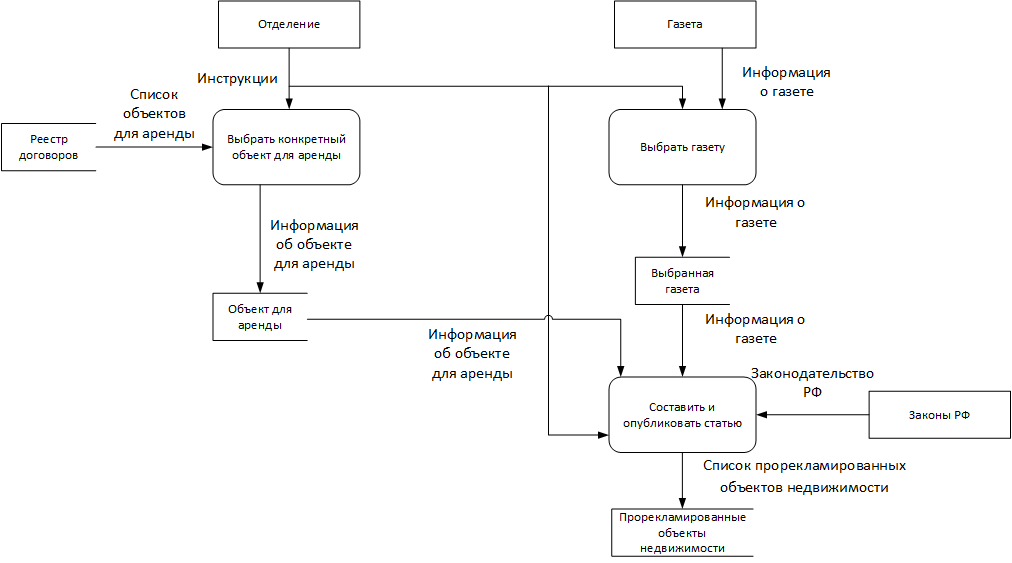 Отделение
Газета
Инструкции
Информация
о газете
Список
объектов
для аренды
Реестр
договоров
Выбрать конкретный
объект для аренды
Выбрать газету
Информация
об объекте
для аренды
Информация о
газете
Выбранная
газета
Объект для
аренды
Информация
об объекте
для аренды
Информация о
газете
Законодательство
РФ
Составить и
опубликовать статью
Законы РФ
Список прорекламированных
объектов недвижимости
Прорекламированные
объекты
недвижимости